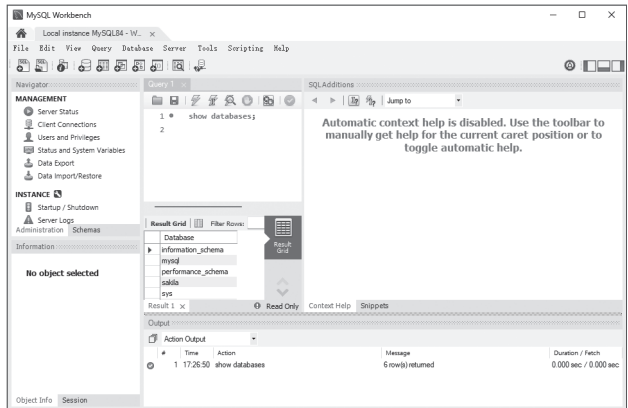 MySQL Workbench
Local instance MySQL84 - W...
File Edit View Query Database Server Tools Scripting Help
Navigator
MANAGEMENT
Server Status
Client Connections
Users and Privileges
Status and System Variables
Data Export
Data Import/Restore
INSTANCE
Startup / Shutdown
Server Logs
Administration Schemas
Information
No object selected
Object Info Session
Query 1
1 show databases;
2
Result Grid Filter Rows:
Database
information_schema
mysql
performance_schema
sakila
sys
Result Grid
Result 1 Read Only
SQLAdditions
Jump to
Automatic context help is disabled. Use the toolbar to
manually get help for the current caret position or to
toggle automatic help.
Context Help Snippets
Output
Action Output
# Time Action Message Duration / Fetch
1 17:26:50 show databases 6 row(s) returned 0.000 sec / 0.000 sec